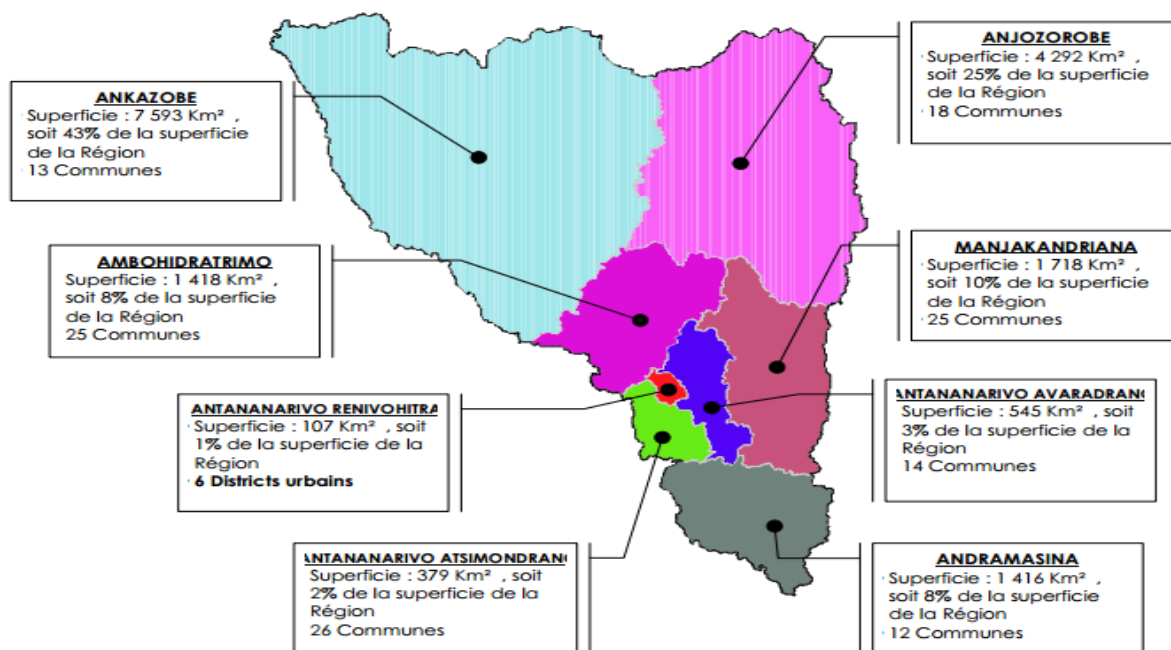 ANKAZOBE
Superficie : 7 593 Km² ,
soit 43% de la superficie
de la Région
13 Communes
ANJOZOROBE
Superficie : 4 292 Km² ,
soit 25% de la superficie
de la Région
18 Communes
AMBOHIDRATRIMO
Superficie : 1 418 Km² ,
soit 8% de la superficie
de la Région
25 Communes
MANJAKANDRIANA
Superficie : 1 718 Km² ,
soit 10% de la superficie
de la Région
25 Communes
ANTANANARIVO RENIVOHITRA
Superficie : 107 Km² , soit
1% de la superficie de la
Région
6 Districts urbains
ANTANANARIVO AVARADRANO
Superficie : 545 Km² , soit
3% de la superficie de la
Région
14 Communes
ANTANANARIVO ATSIMONDRANO
Superficie : 379 Km² , soit
2% de la superficie de la
Région
26 Communes
ANDRAMASINA
Superficie : 1 416 Km² ,
soit 8% de la superficie
de la Région
12 Communes